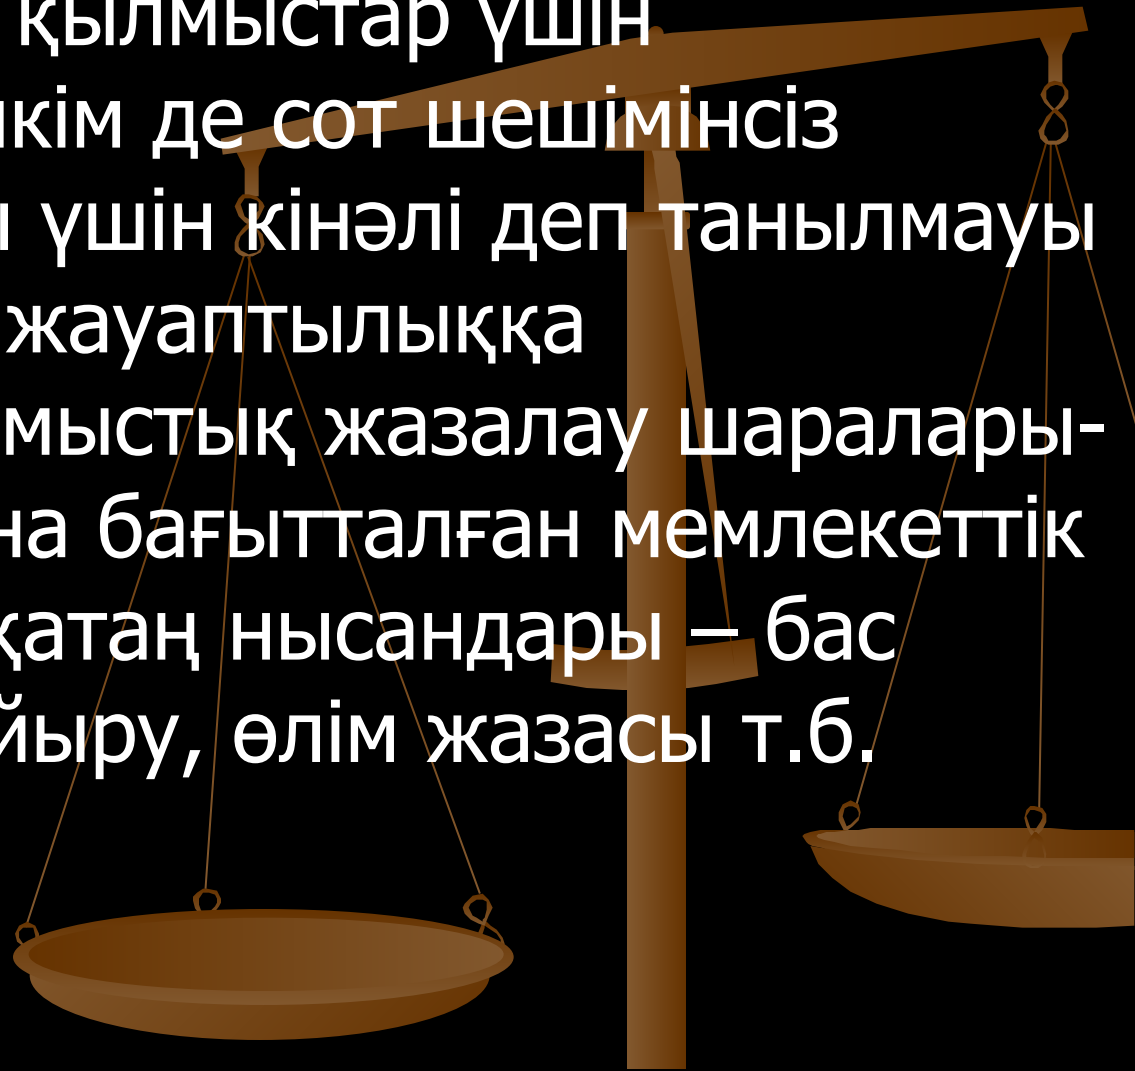 қылмыстар үшін
ікім де сот шешімінсіз
үшін кінәлі деп танылмауы
жауаптылыққа
мыстық жазалау шаралары-
на бағытталған мемлекеттік
қатаң нысандары – бас
йыру, өлім жазасы т.б.